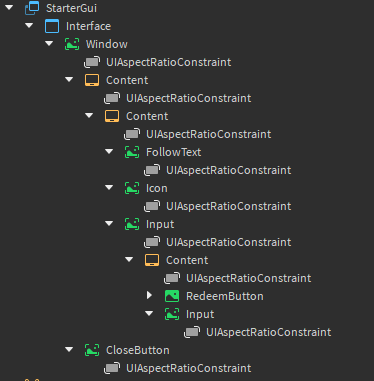 StarterGui
Interface
Window
UIAspectRatioConstraint
Content
UIAspectRatioConstraint
Content
UIAspectRatioConstraint
FollowText
UIAspectRatioConstraint
Icon
UIAspectRatioConstraint
Input
UIAspectRatioConstraint
Content
UIAspectRatioConstraint
RedeemButton
Input
UIAspectRatioConstraint
CloseButton
UIAspectRatioConstraint